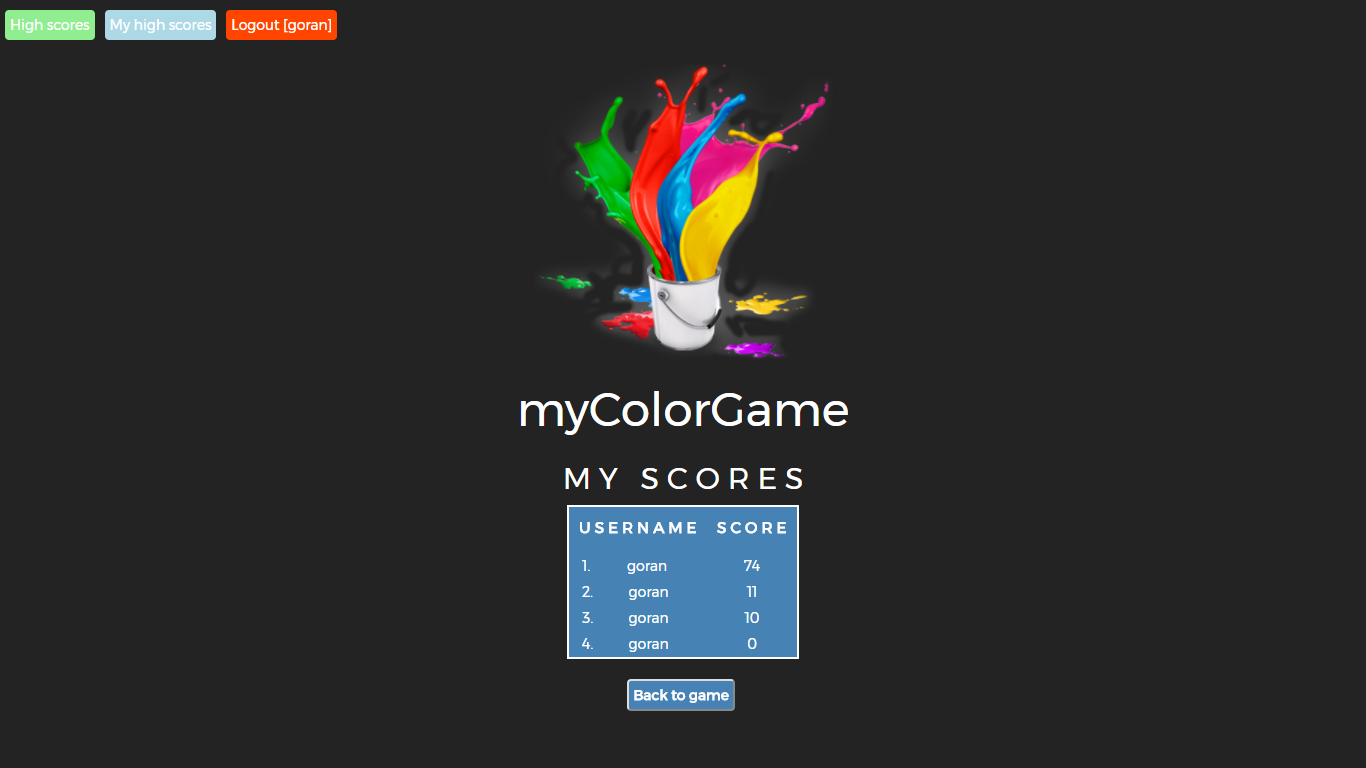 High scores My high scores Logout [goran]
myColorGame
MY SCORES
USERNAME SCORE
1. goran 74
2. goran 11
3. goran 10
4. goran 0
Back to game